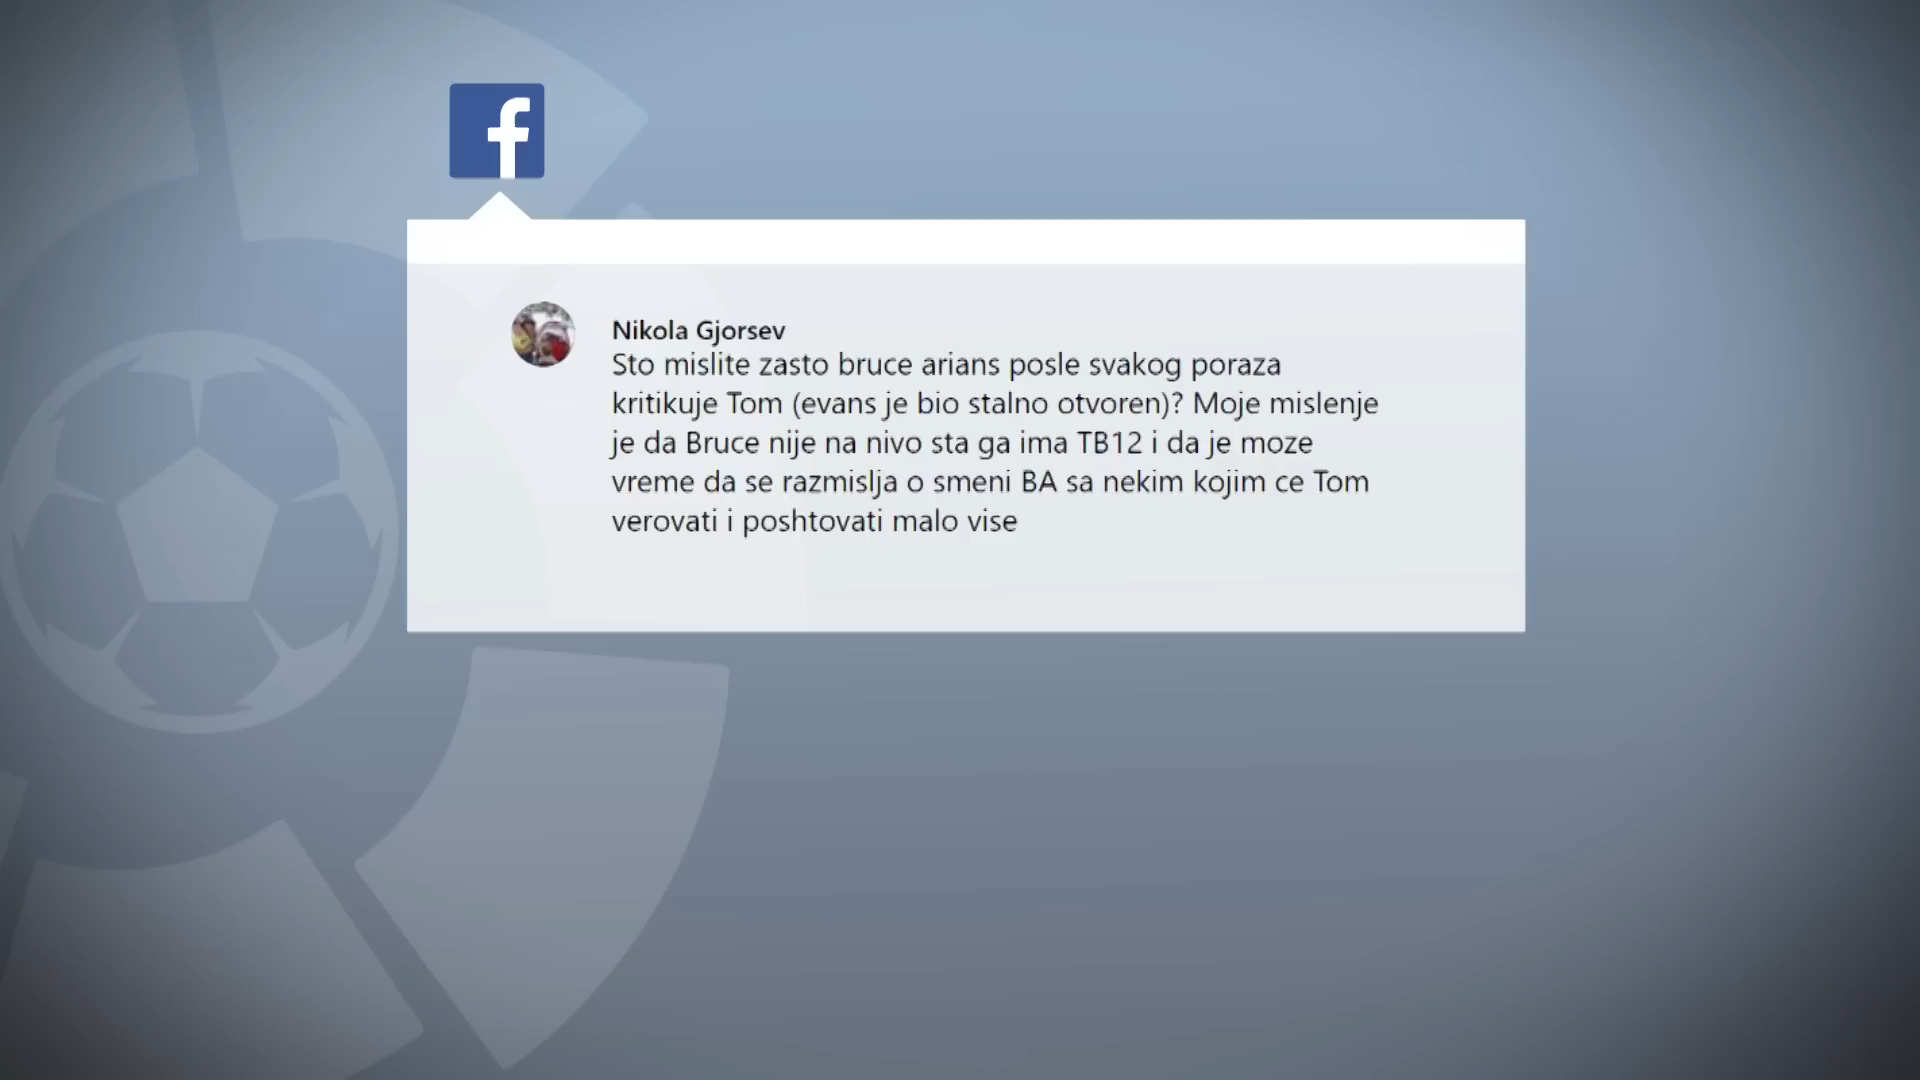 f
Nikola Gjorsev
Sto mislite zasto bruce arians posle svakog poraza
kritikuje Tom (evans je bio stalno otvoren)? Moje mislenje
je da Bruce nije na nivo sta ga ima TB12 i da je moze
vreme da se razmislja o smeni BA sa nekim kojim ce Tom
verovati i poshtovati malo vise